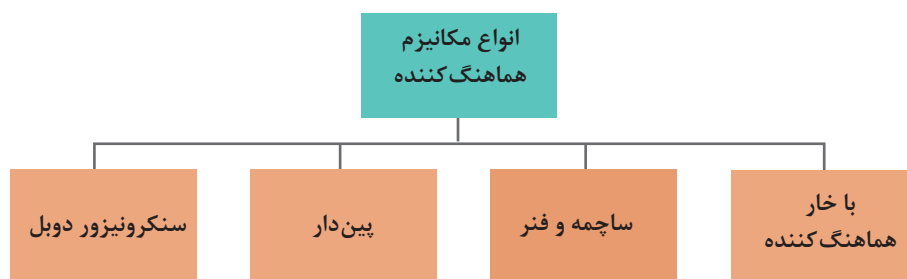 انواع مکانیزم
هماهنگ‌کننده
با خار
هماهنگ‌کننده
ساچمه و فنر
پین‌دار
سنکرونیزور دوبل